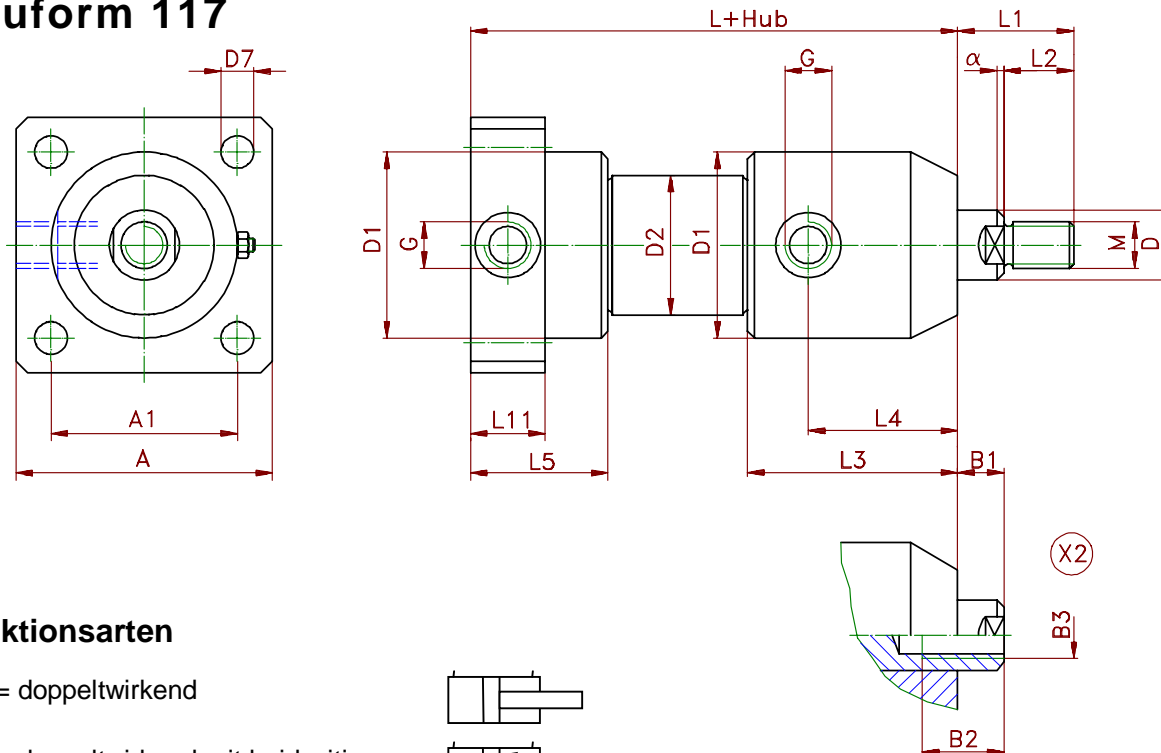 uform 117
L+Hub
L1
D7
G
α
L2
D1
G
D2
D1
M
D
A1
A
L11
L5
L4
L3
B1
X2
B3
B2
ktionsarten
= doppeltwirkend